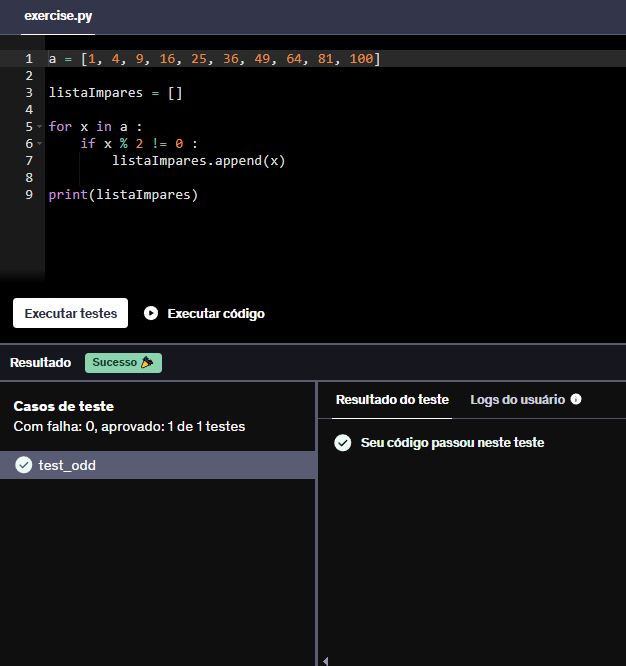 exercise.py
1 a = [1, 4, 9, 16, 25, 36, 49, 64, 81, 100]
2
3 listaImpares = []
4
5 for x in a :
6     if x % 2 != 0 :
7         listaImpares.append(x)
8
9 print(listaImpares)
Executar testes Executar código
Resultado Sucesso 🎉
Casos de teste
Com falha: 0, aprovado: 1 de 1 testes
test_odd
Resultado do teste Logs do usuário
Seu código passou neste teste